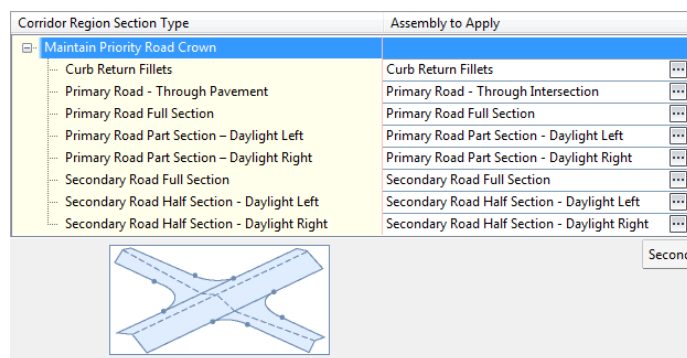 Corridor Region Section Type Assembly to Apply
Maintain Priority Road Crown
Curb Return Fillets Curb Return Fillets
Primary Road - Through Pavement Primary Road - Through Intersection
Primary Road Full Section Primary Road Full Section
Primary Road Part Section – Daylight Left Primary Road Part Section - Daylight Left
Primary Road Part Section – Daylight Right Primary Road Part Section - Daylight Right
Secondary Road Full Section Secondary Road Full Section
Secondary Road Half Section - Daylight Left Secondary Road Half Section - Daylight Left
Secondary Road Half Section - Daylight Right Secondary Road Half Section - Daylight Right
Second